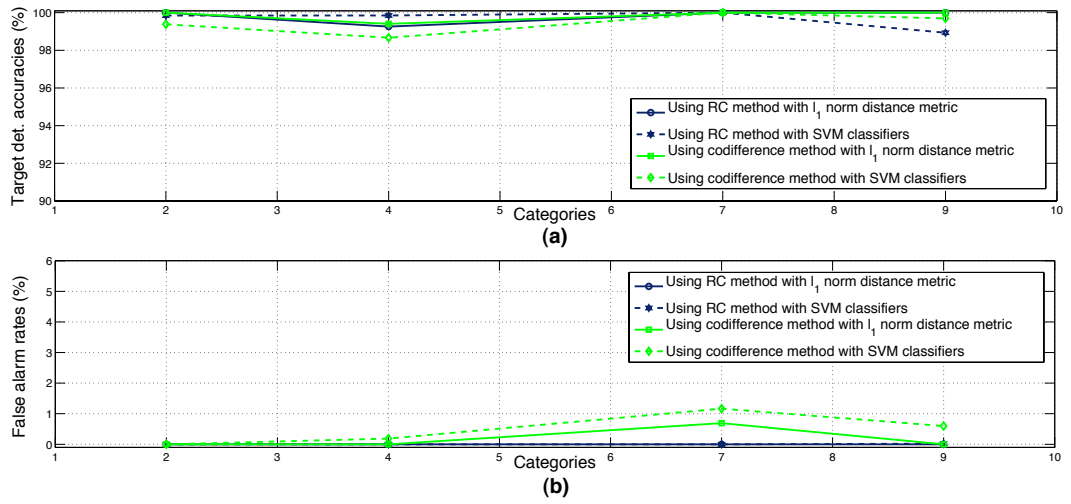 Target det. accuracies (%)
100
98
96
94
92
90
1 2 3 4 5 6 7 8 9 10
Categories
Using RC method with l1 norm distance metric
Using RC method with SVM classifiers
Using codifference method with l1 norm distance metric
Using codifference method with SVM classifiers
(a)
False alarm rates (%)
6
5
4
3
2
1
0
1 2 3 4 5 6 7 8 9 10
Categories
Using RC method with l1 norm distance metric
Using RC method with SVM classifiers
Using codifference method with l1 norm distance metric
Using codifference method with SVM classifiers
(b)